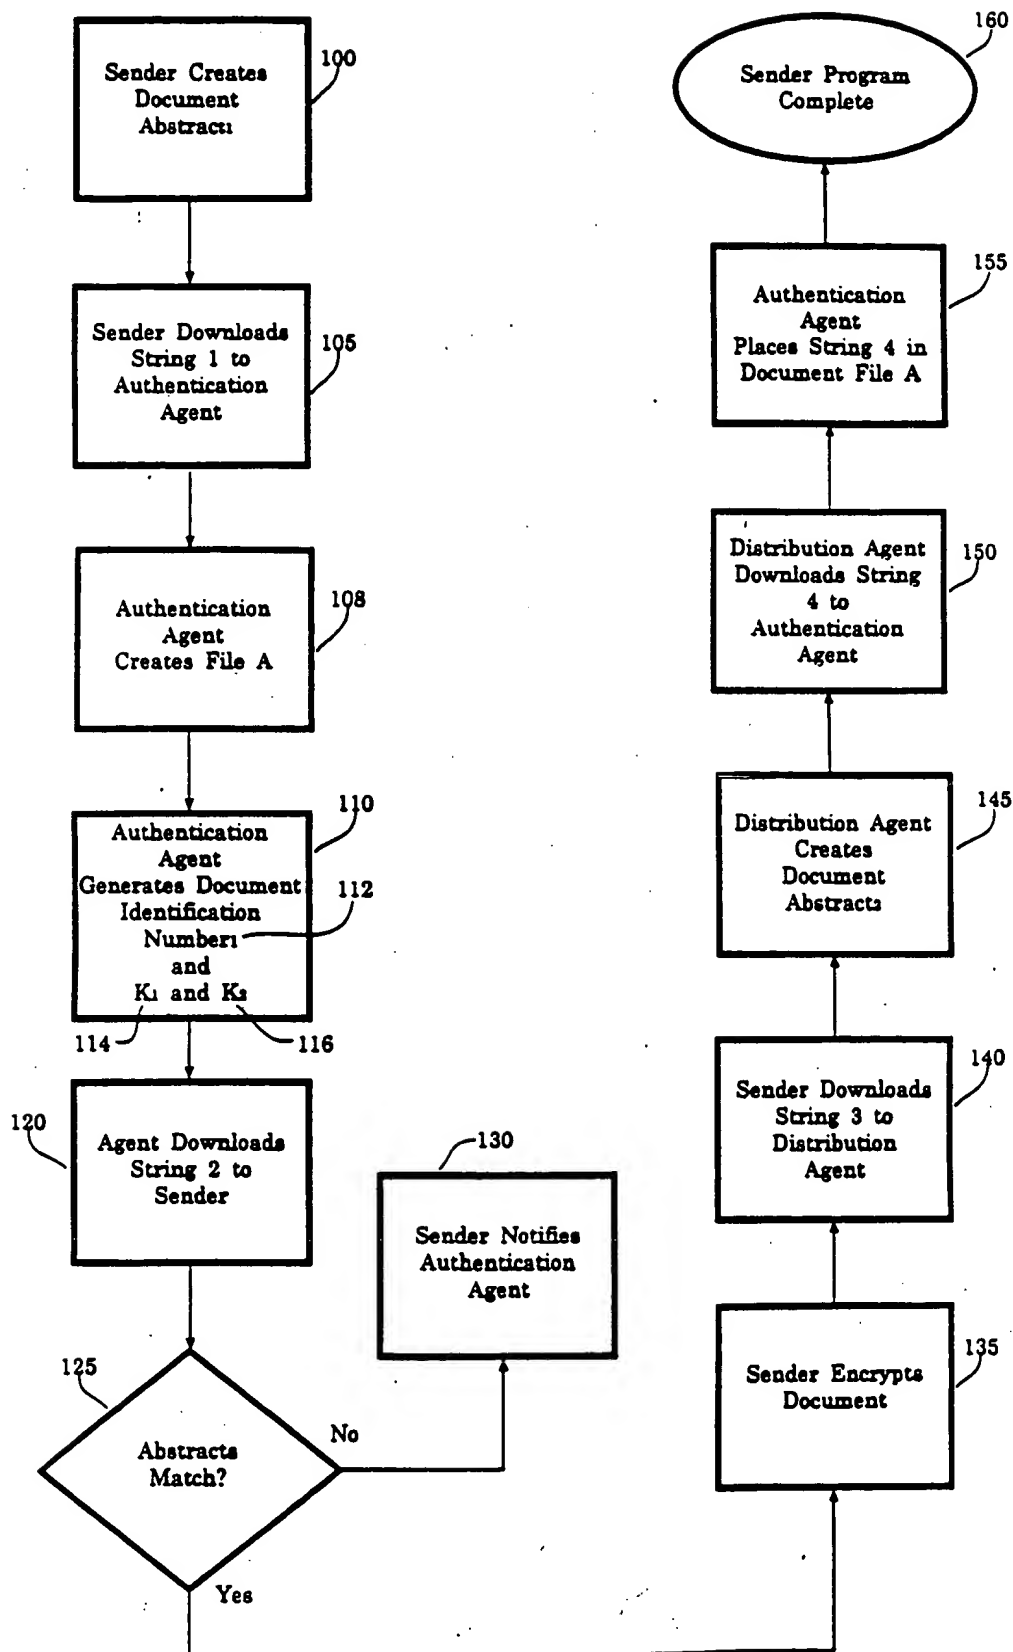 Sender Creates
Document
Abstract₁
100
Sender Downloads
String 1 to
Authentication
Agent
105
Authentication
Agent
Creates File A
108
Authentication
Agent
Generates Document
Identification
Number₁
and
K₁ and K₂
110
112
114
116
Agent Downloads
String 2 to
Sender
120
Abstracts
Match?
125
No
Yes
Sender Notifies
Authentication
Agent
130
Sender Encrypts
Document
135
Sender Downloads
String 3 to
Distribution
Agent
140
Distribution Agent
Creates
Document
Abstract₂
145
Distribution Agent
Downloads String
4 to
Authentication
Agent
150
Authentication
Agent
Places String 4 in
Document File A
155
Sender Program
Complete
160